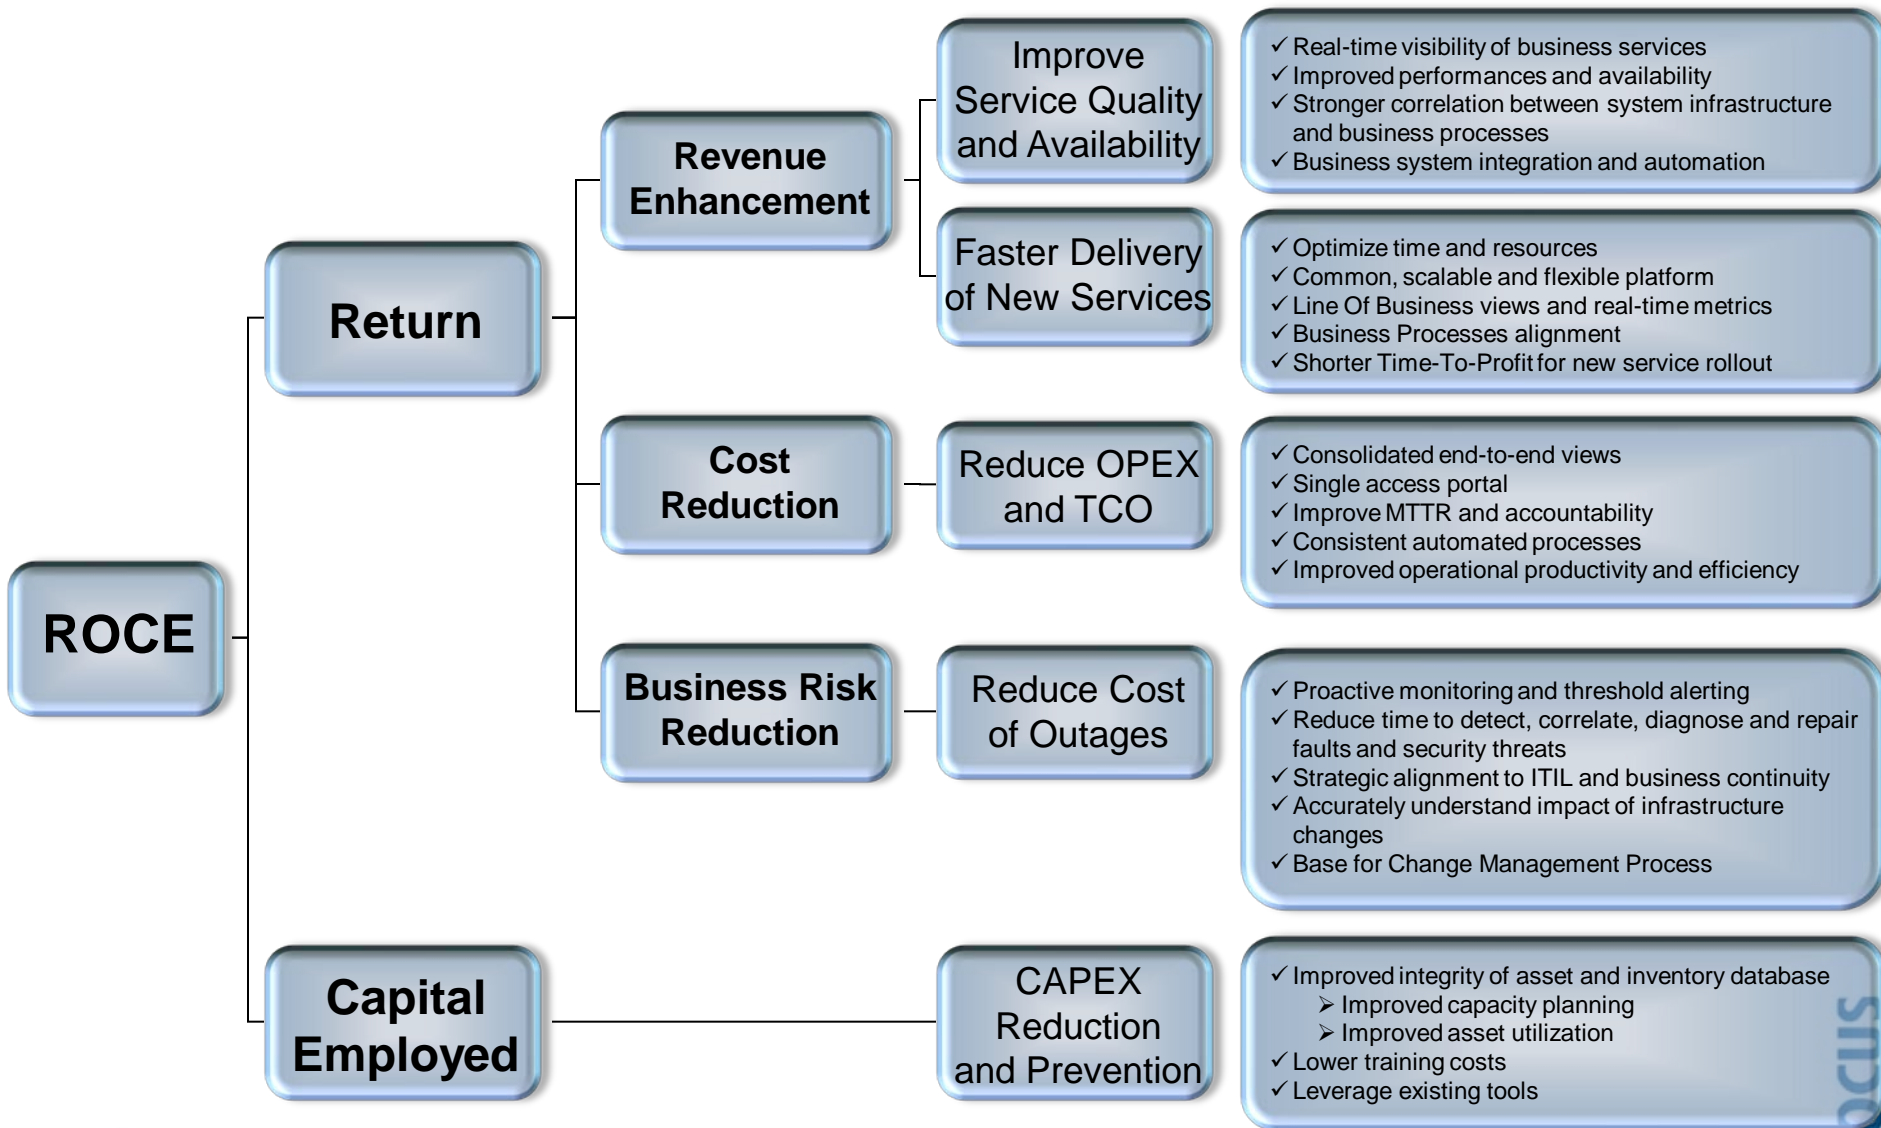 ROCE
Return
Capital
Employed
Revenue
Enhancement
Cost
Reduction
Business Risk
Reduction
Improve
Service Quality
and Availability
Faster Delivery
of New Services
Reduce OPEX
and TCO
Reduce Cost
of Outages
CAPEX
Reduction
and Prevention
✓ Real-time visibility of business services
✓ Improved performances and availability
✓ Stronger correlation between system infrastructure
and business processes
✓ Business system integration and automation
✓ Optimize time and resources
✓ Common, scalable and flexible platform
✓ Line Of Business views and real-time metrics
✓ Business Processes alignment
✓ Shorter Time-To-Profit for new service rollout
✓ Consolidated end-to-end views
✓ Single access portal
✓ Improve MTTR and accountability
✓ Consistent automated processes
✓ Improved operational productivity and efficiency
✓ Proactive monitoring and threshold alerting
✓ Reduce time to detect, correlate, diagnose and repair
faults and security threats
✓ Strategic alignment to ITIL and business continuity
✓ Accurately understand impact of infrastructure
changes
✓ Base for Change Management Process
✓ Improved integrity of asset and inventory database
➢ Improved capacity planning
➢ Improved asset utilization
✓ Lower training costs
✓ Leverage existing tools